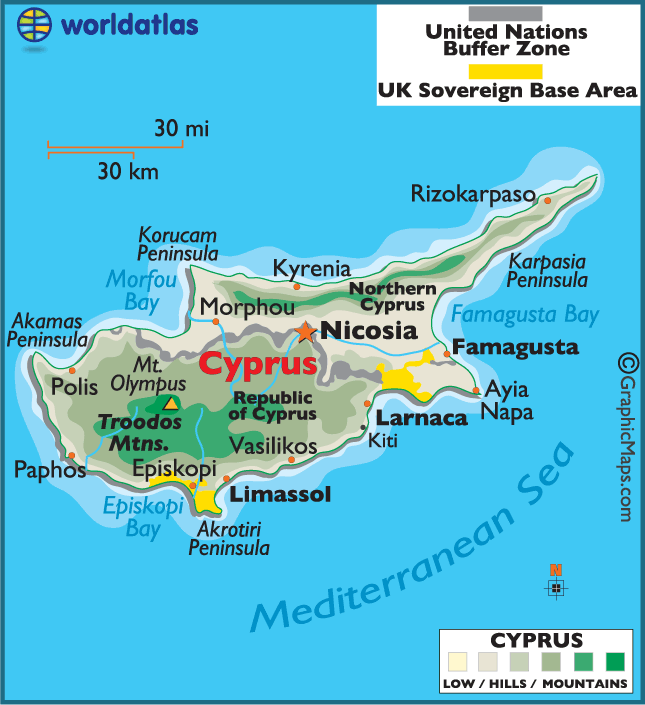 worldatlas
United Nations
Buffer Zone
UK Sovereign Base Area
30 mi
30 km
Rizokarpaso
Korucam
Peninsula
Karpasia
Peninsula
Kyrenia
Morfou
Bay
Northern
Cyprus
Morphou
Famagusta Bay
Akamas
Peninsula
Nicosia
Famagusta
Cyprus
Mt.
Olympus
Polis
Republic
of Cyprus
Ayia
Napa
Troodos
Mtns.
Larnaca
Kiti
Vasilikos
Paphos
Episkopi
Limassol
Episkopi
Bay
Akrotiri
Peninsula
Mediterranean Sea
© GraphicMaps.com
N
CYPRUS
LOW / HILLS / MOUNTAINS